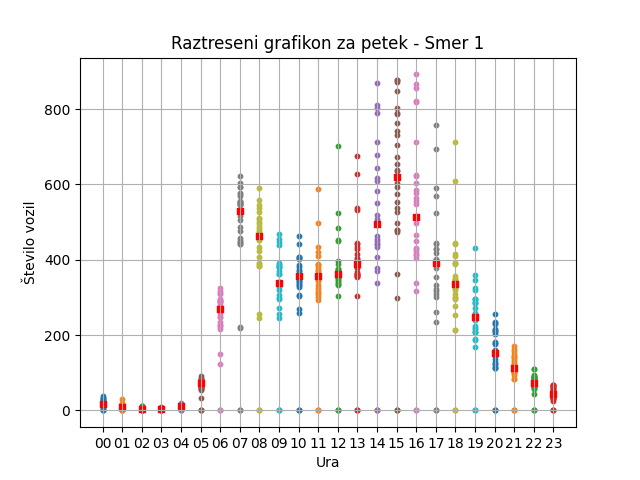 Raztreseni grafikon za petek - Smer 1
Število vozil
800
600
400
200
0
00 01 02 03 04 05 06 07 08 09 10 11 12 13 14 15 16 17 18 19 20 21 22 23
Ura